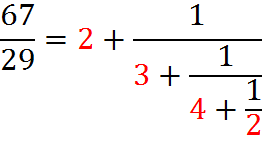 67/29 = 2 + 1/(3 + 1/(4 + 1/2))